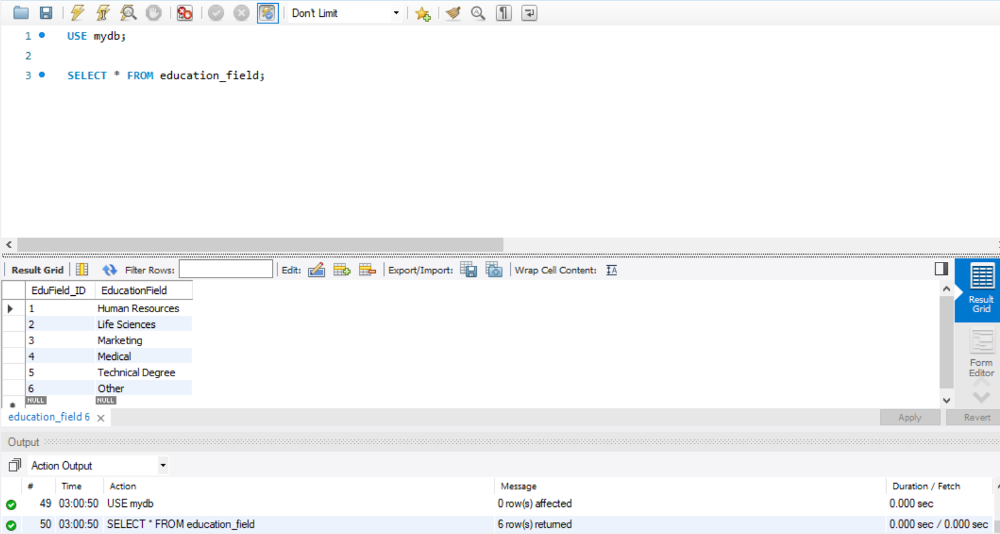 Don't Limit
1 USE mydb;
2
3 SELECT * FROM education_field;
Result Grid Filter Rows: Edit: Export/Import: Wrap Cell Content:
EduField_ID EducationField
1 Human Resources
2 Life Sciences
3 Marketing
4 Medical
5 Technical Degree
6 Other
NULL NULL
Result
Grid
Form
Editor
education_field 6 Apply Revert
Output
Action Output
# Time Action Message Duration / Fetch
49 03:00:50 USE mydb 0 row(s) affected 0.000 sec
50 03:00:50 SELECT * FROM education_field 6 row(s) returned 0.000 sec / 0.000 sec